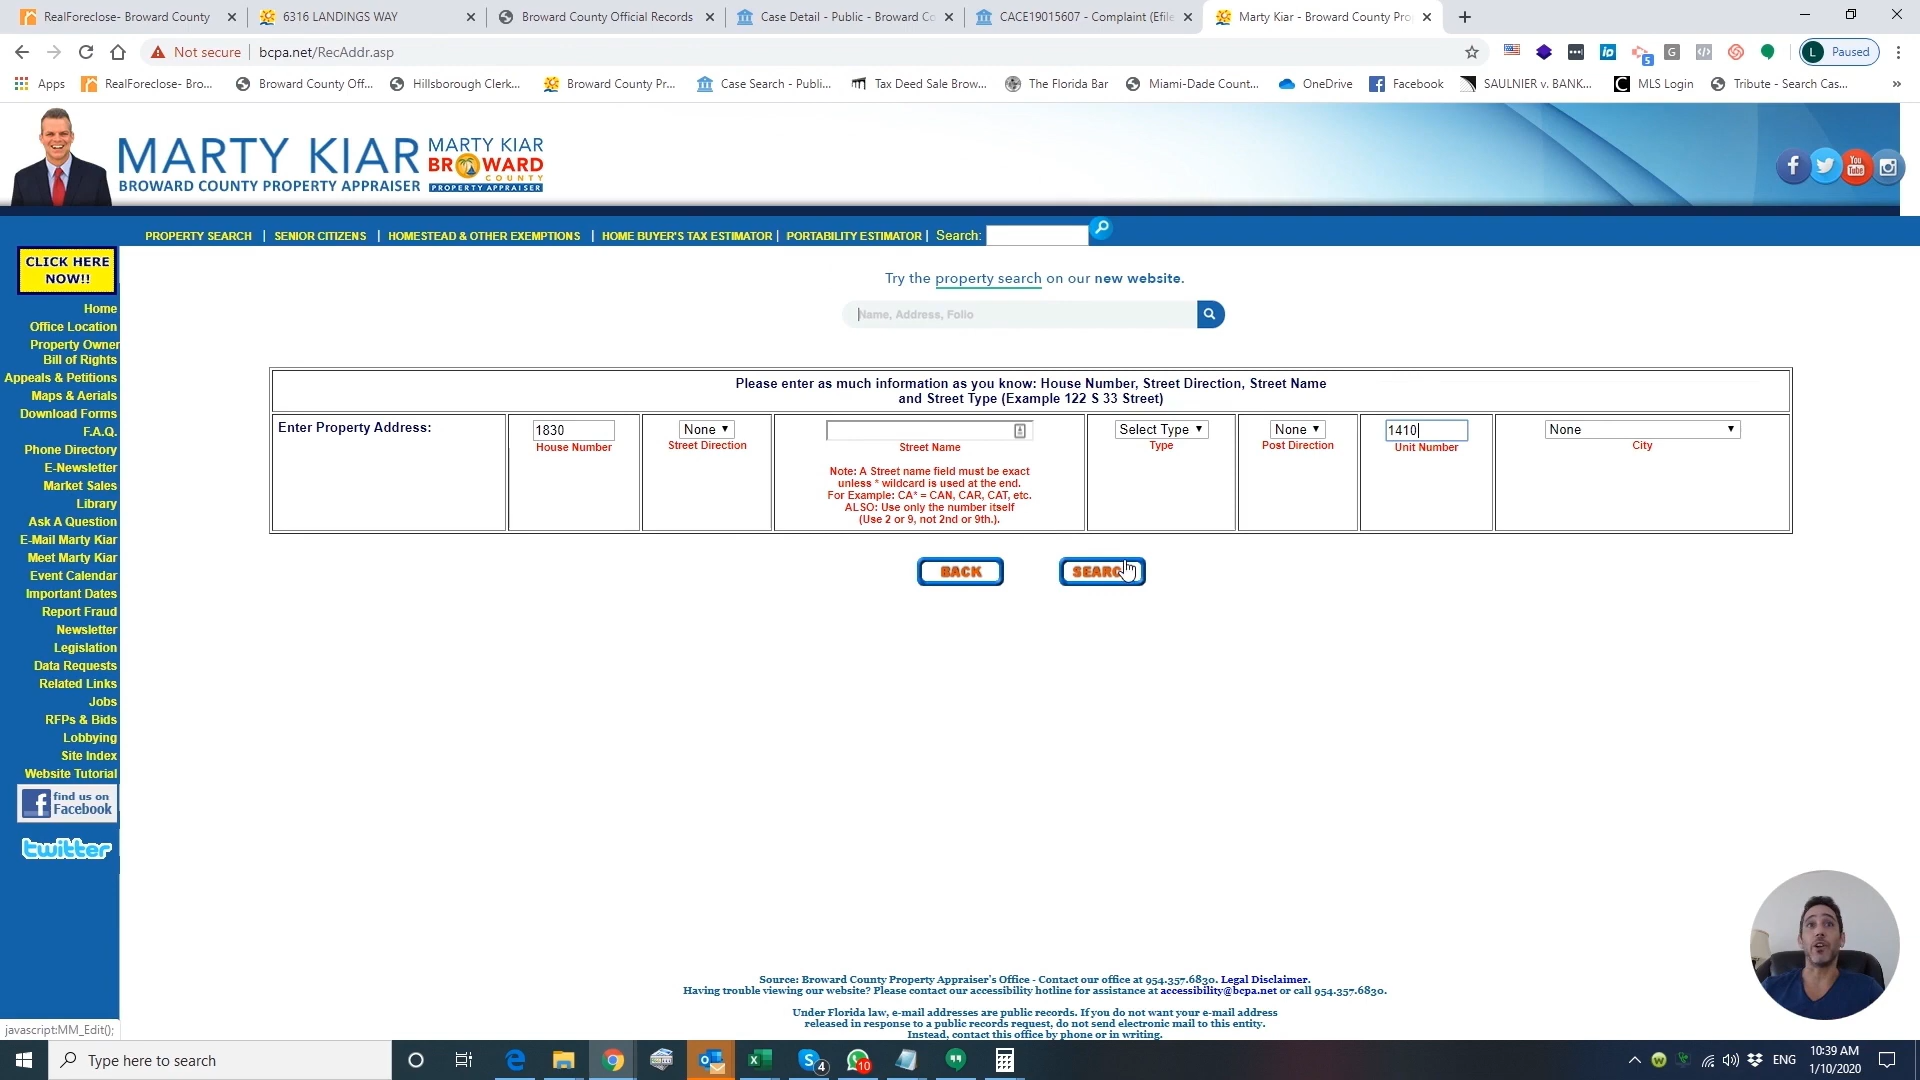 RealForeclose- Broward County
6316 LANDINGS WAY
Broward County Official Records
Case Detail - Public - Broward Co
CACE19015607 - Complaint (Efile
Marty Kiar - Broward County Pro
Not secure
bcpa.net/RecAddr.asp
5
L
Paused
Apps
RealForeclose- Bro...
Broward County Off...
Hillsborough Clerk...
Broward County Pr...
Case Search - Publi...
Tax Deed Sale Brow...
The Florida Bar
Miami-Dade Count...
OneDrive
Facebook
SAULNIER v. BANK...
MLS Login
Tribute - Search Cas...
»
MARTY KIAR
BROWARD COUNTY PROPERTY APPRAISER
MARTY KIAR
BROWARD
COUNTY
PROPERTY APPRAISER
You
Tube
PROPERTY SEARCH | SENIOR CITIZENS | HOMESTEAD & OTHER EXEMPTIONS | HOME BUYER'S TAX ESTIMATOR | PORTABILITY ESTIMATOR | Search:
CLICK HERE
NOW!!
Home
Office Location
Property Owner
Bill of Rights
Appeals & Petitions
Maps & Aerials
Download Forms
F.A.Q.
Phone Directory
E-Newsletter
Market Sales
Library
Ask A Question
E-Mail Marty Kiar
Meet Marty Kiar
Event Calendar
Important Dates
Report Fraud
Newsletter
Legislation
Data Requests
Related Links
Jobs
RFPs & Bids
Lobbying
Site Index
Website Tutorial
find us on
Facebook
twitter
Try the property search on our new website.
Name, Address, Folio
Please enter as much information as you know: House Number, Street Direction, Street Name
and Street Type (Example 122 S 33 Street)
Enter Property Address:
1830
House Number
None
Street Direction
Street Name
Note: A Street name field must be exact
unless * wildcard is used at the end.
For Example: CA* = CAN, CAR, CAT, etc.
ALSO: Use only the number itself
(Use 2 or 9, not 2nd or 9th.).
Select Type
Type
None
Post Direction
1410
Unit Number
None
City
BACK
SEARC
Source: Broward County Property Appraiser's Office - Contact our office at 954.357.6830. Legal Disclaimer.
Having trouble viewing our website? Please contact our accessibility hotline for assistance at accessibility@bcpa.net or call 954.357.6830.
Under Florida law, e-mail addresses are public records. If you do not want your e-mail address
released in response to a public records request, do not send electronic mail to this entity.
Instead, contact this office by phone or in writing.
javascript:MM_Edit();
Type here to search
4
10
ENG
10:39 AM
1/10/2020